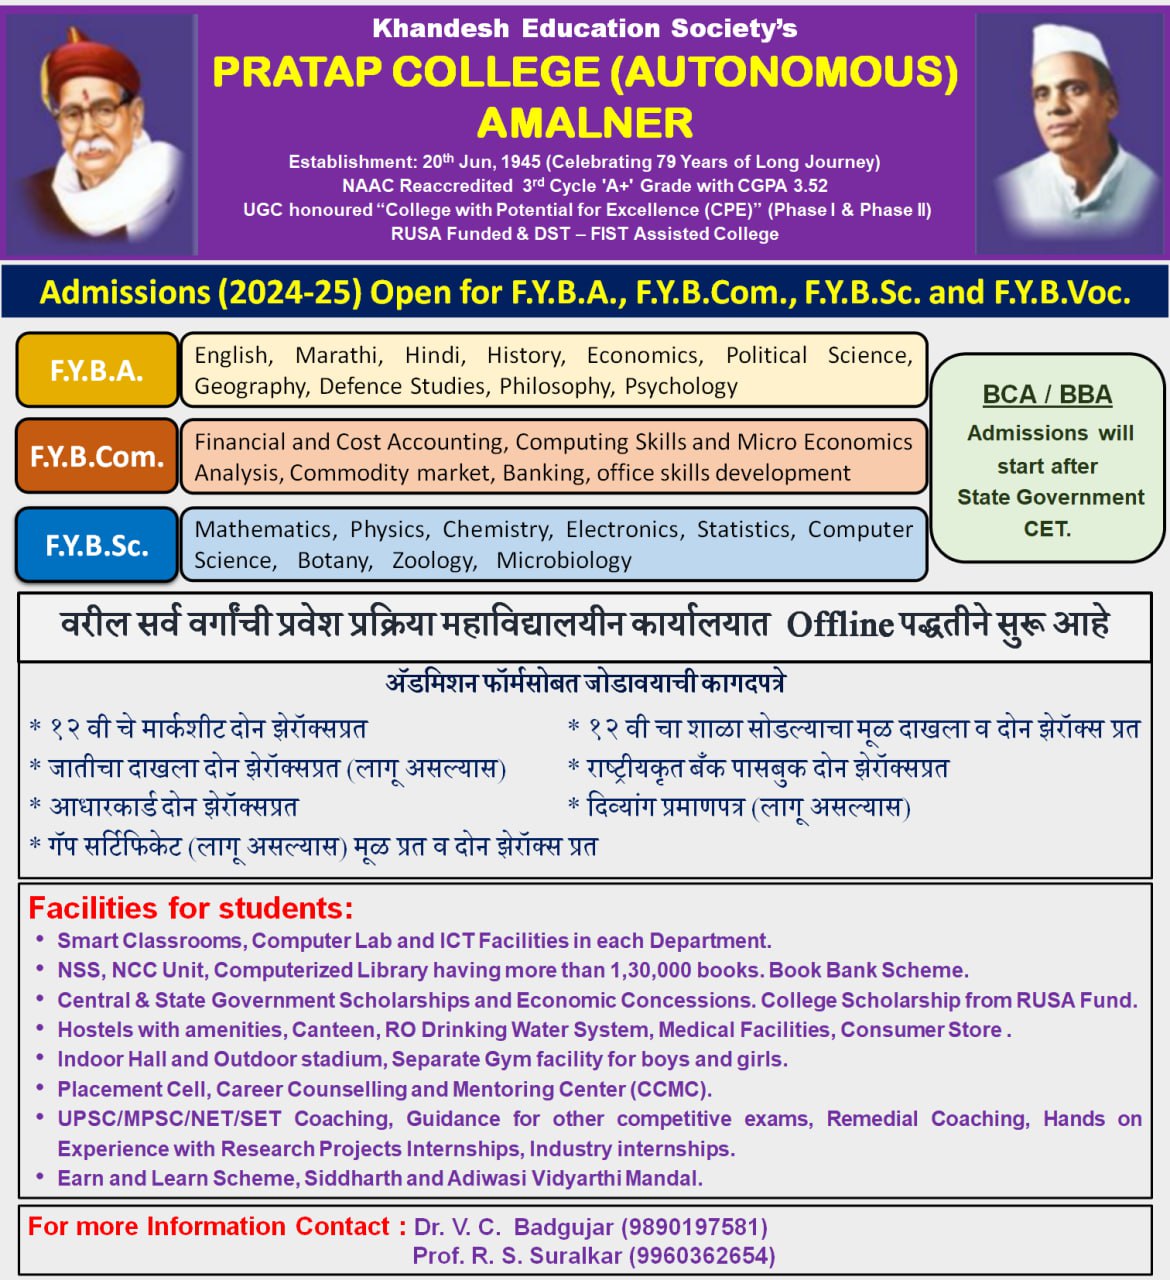 Khandesh Education Society's
PRATAP COLLEGE (AUTONOMOUS)
AMALNER
Establishment: 20th Jun, 1945 (Celebrating 79 Years of Long Journey)
NAAC Reaccredited 3rd Cycle 'A+' Grade with CGPA 3.52
UGC honoured “College with Potential for Excellence (CPE)” (Phase I & Phase II)
RUSA Funded & DST – FIST Assisted College
Admissions (2024-25) Open for F.Y.B.A., F.Y.B.Com., F.Y.B.Sc. and F.Y.B.Voc.
F.Y.B.A.
English, Marathi, Hindi, History, Economics, Political Science,
Geography, Defence Studies, Philosophy, Psychology
F.Y.B.Com.
Financial and Cost Accounting, Computing Skills and Micro Economics
Analysis, Commodity market, Banking, office skills development
F.Y.B.Sc.
Mathematics, Physics, Chemistry, Electronics, Statistics, Computer
Science, Botany, Zoology, Microbiology
BCA / BBA
Admissions will
start after
State Government
CET.
वरील सर्व वर्गांची प्रवेश प्रक्रिया महाविद्यालयीन कार्यालयात Offline पद्धतीने सुरू आहे
ॲडमिशन फॉर्मसोबत जोडावयाची कागदपत्रे
* १२ वी चे मार्कशीट दोन झेरॉक्सप्रत
* १२ वी चा शाळा सोडल्याचा मूळ दाखला व दोन झेरॉक्स प्रत
* जातीचा दाखला दोन झेरॉक्सप्रत (लागू असल्यास)
* राष्ट्रीयकृत बँक पासबुक दोन झेरॉक्सप्रत
* आधारकार्ड दोन झेरॉक्सप्रत
* दिव्यांग प्रमाणपत्र (लागू असल्यास)
* गॅप सर्टिफिकेट (लागू असल्यास) मूळ प्रत व दोन झेरॉक्स प्रत
Facilities for students:
• Smart Classrooms, Computer Lab and ICT Facilities in each Department.
• NSS, NCC Unit, Computerized Library having more than 1,30,000 books. Book Bank Scheme.
• Central & State Government Scholarships and Economic Concessions. College Scholarship from RUSA Fund.
• Hostels with amenities, Canteen, RO Drinking Water System, Medical Facilities, Consumer Store .
• Indoor Hall and Outdoor stadium, Separate Gym facility for boys and girls.
• Placement Cell, Career Counselling and Mentoring Center (CCMC).
• UPSC/MPSC/NET/SET Coaching, Guidance for other competitive exams, Remedial Coaching, Hands on
Experience with Research Projects Internships, Industry internships.
• Earn and Learn Scheme, Siddharth and Adiwasi Vidyarthi Mandal.
For more Information Contact : Dr. V. C. Badgujar (9890197581)
Prof. R. S. Suralkar (9960362654)